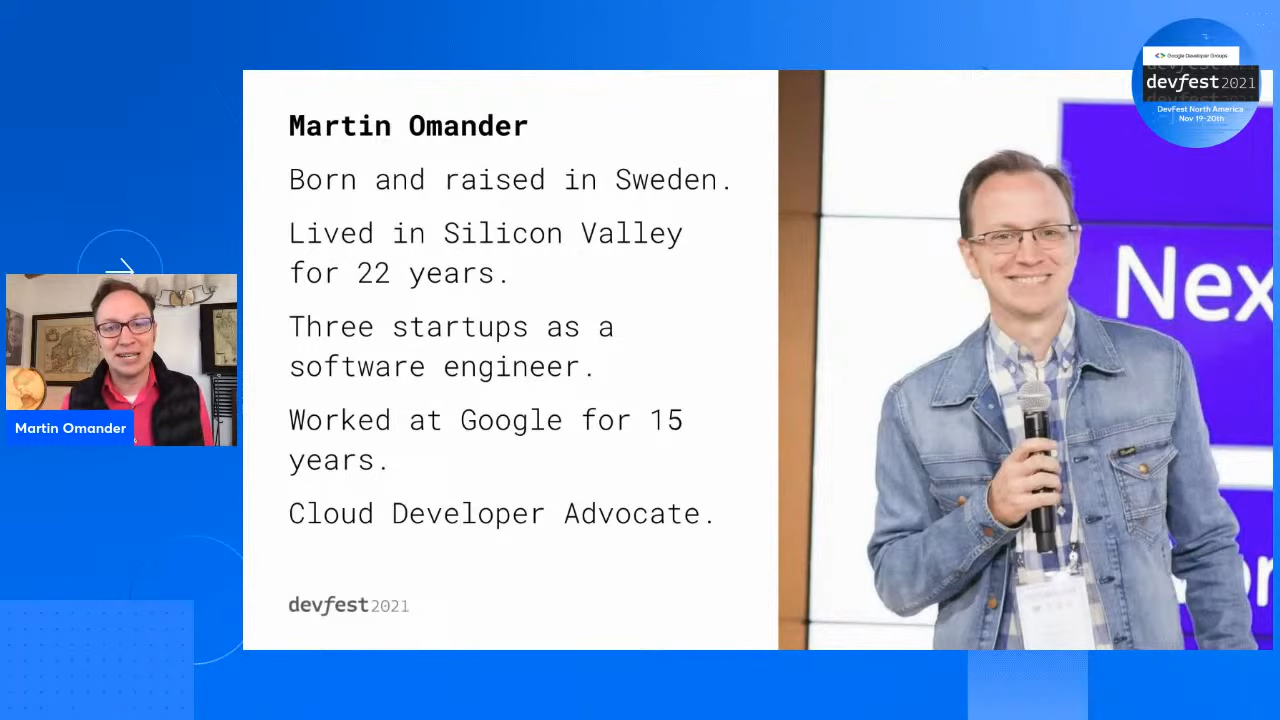 Google Developer Groups
devfest 2021
DevFest North America
Nov 19-20th
Martin Omander
Born and raised in Sweden.
Lived in Silicon Valley
for 22 years.
Three startups as a
software engineer.
Worked at Google for 15
years.
Cloud Developer Advocate.
devfest 2021
Martin Omander
Nex